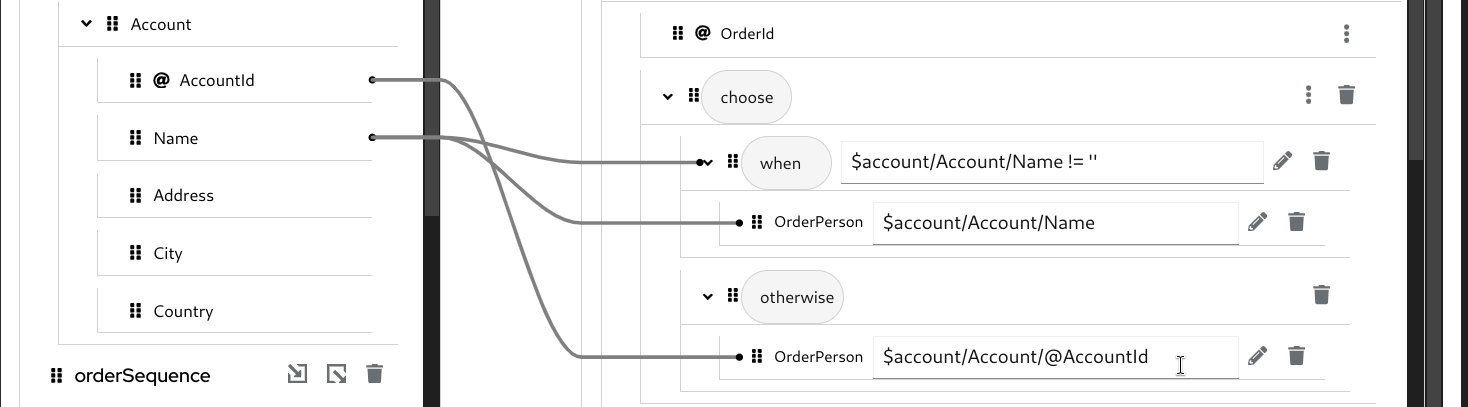 Account
@ AccountId
Name
Address
City
Country
orderSequence
@ OrderId
choose
when $account/Account/Name != ''
OrderPerson $account/Account/Name
otherwise
OrderPerson $account/Account/@AccountId